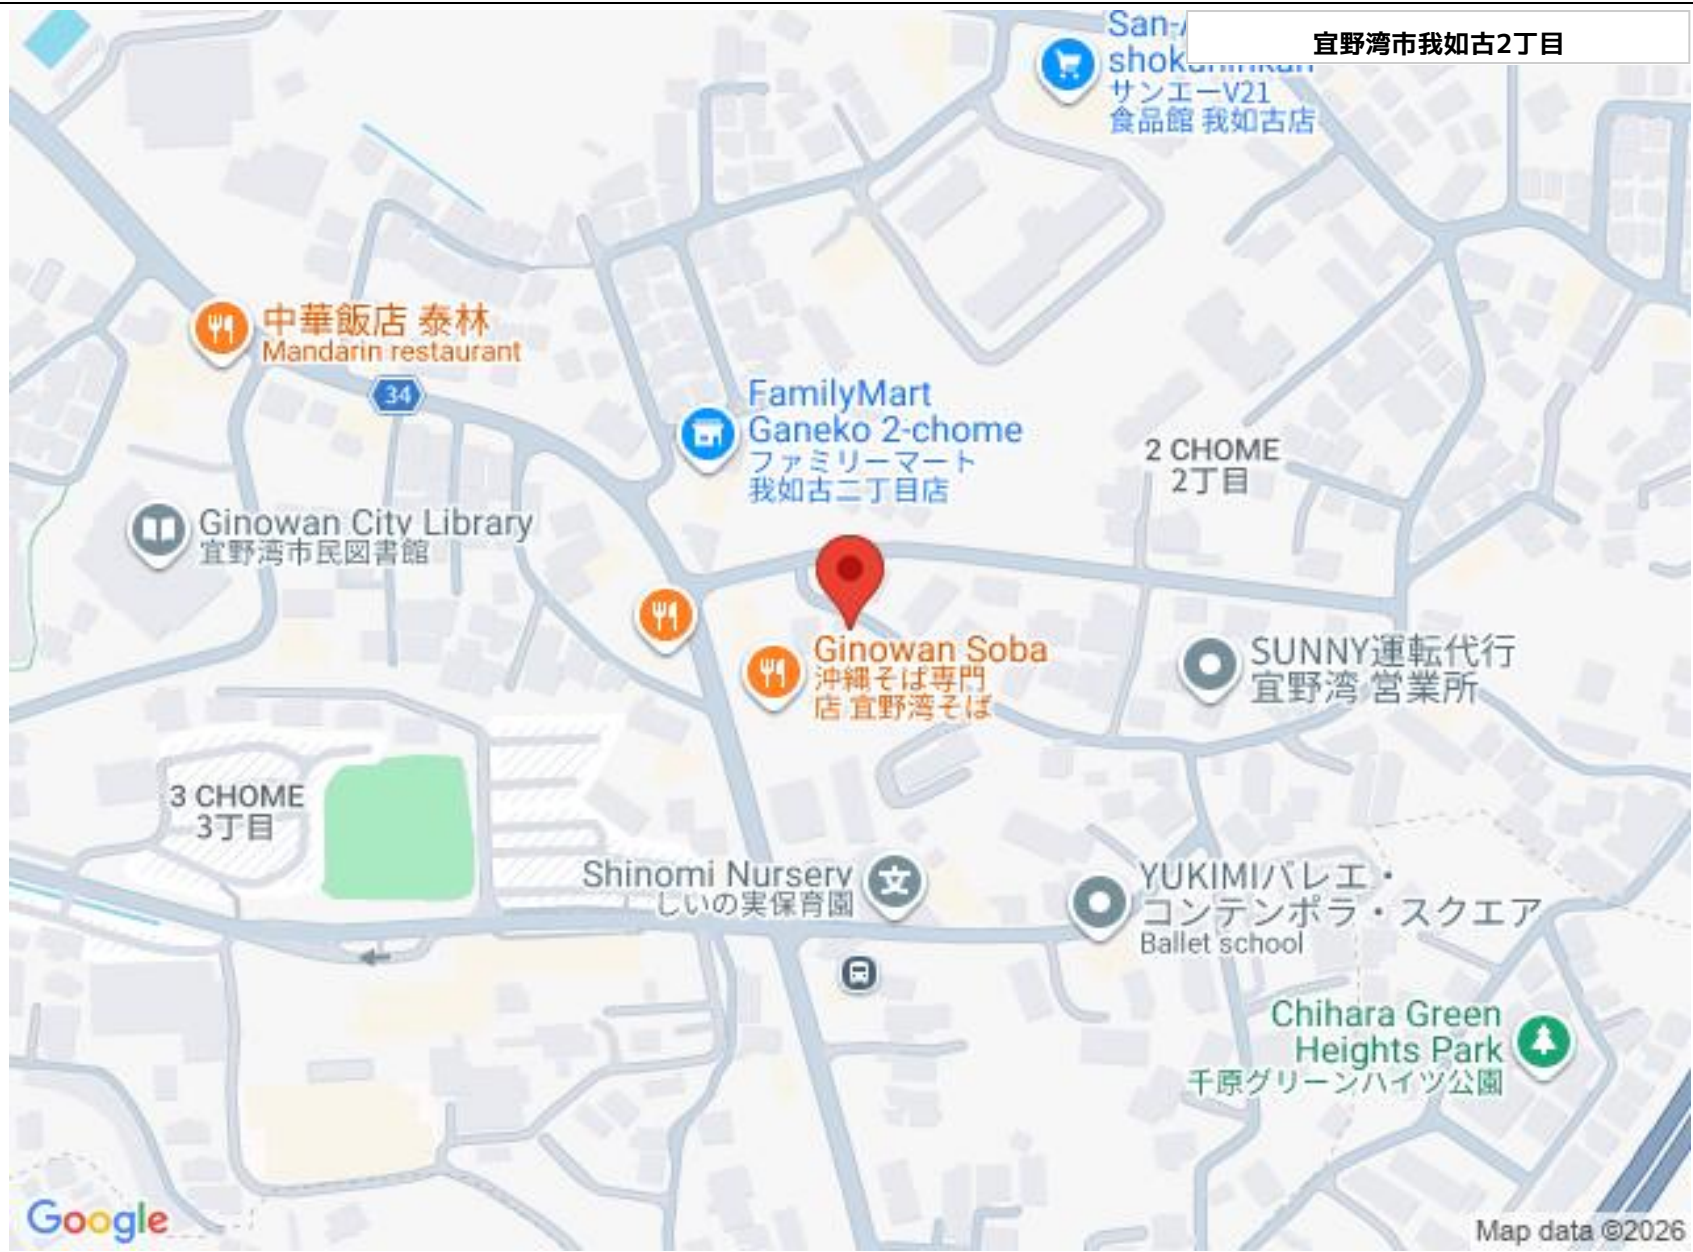 宜野湾市我如古2丁目
San-
サンエーV21
食品館 我如古店
中華飯店 泰林
Mandarin restaurant
34
FamilyMart
Ganeko 2-chome
ファミリーマート
我如古二丁目店
2 CHOME
2丁目
Ginowan City Library
宜野湾市民図書館
Ginowan Soba
沖縄そば専門
店 宜野湾そば
SUNNY運転代行
宜野湾 営業所
3 CHOME
3丁目
Shinomi Nursery
しいの実保育園
文
YUKIMIバレエ・
コンテンポラ・スクエア
Ballet school
Chihara Green
Heights Park
千原グリーンハイツ公園
Google
Map data ©2026